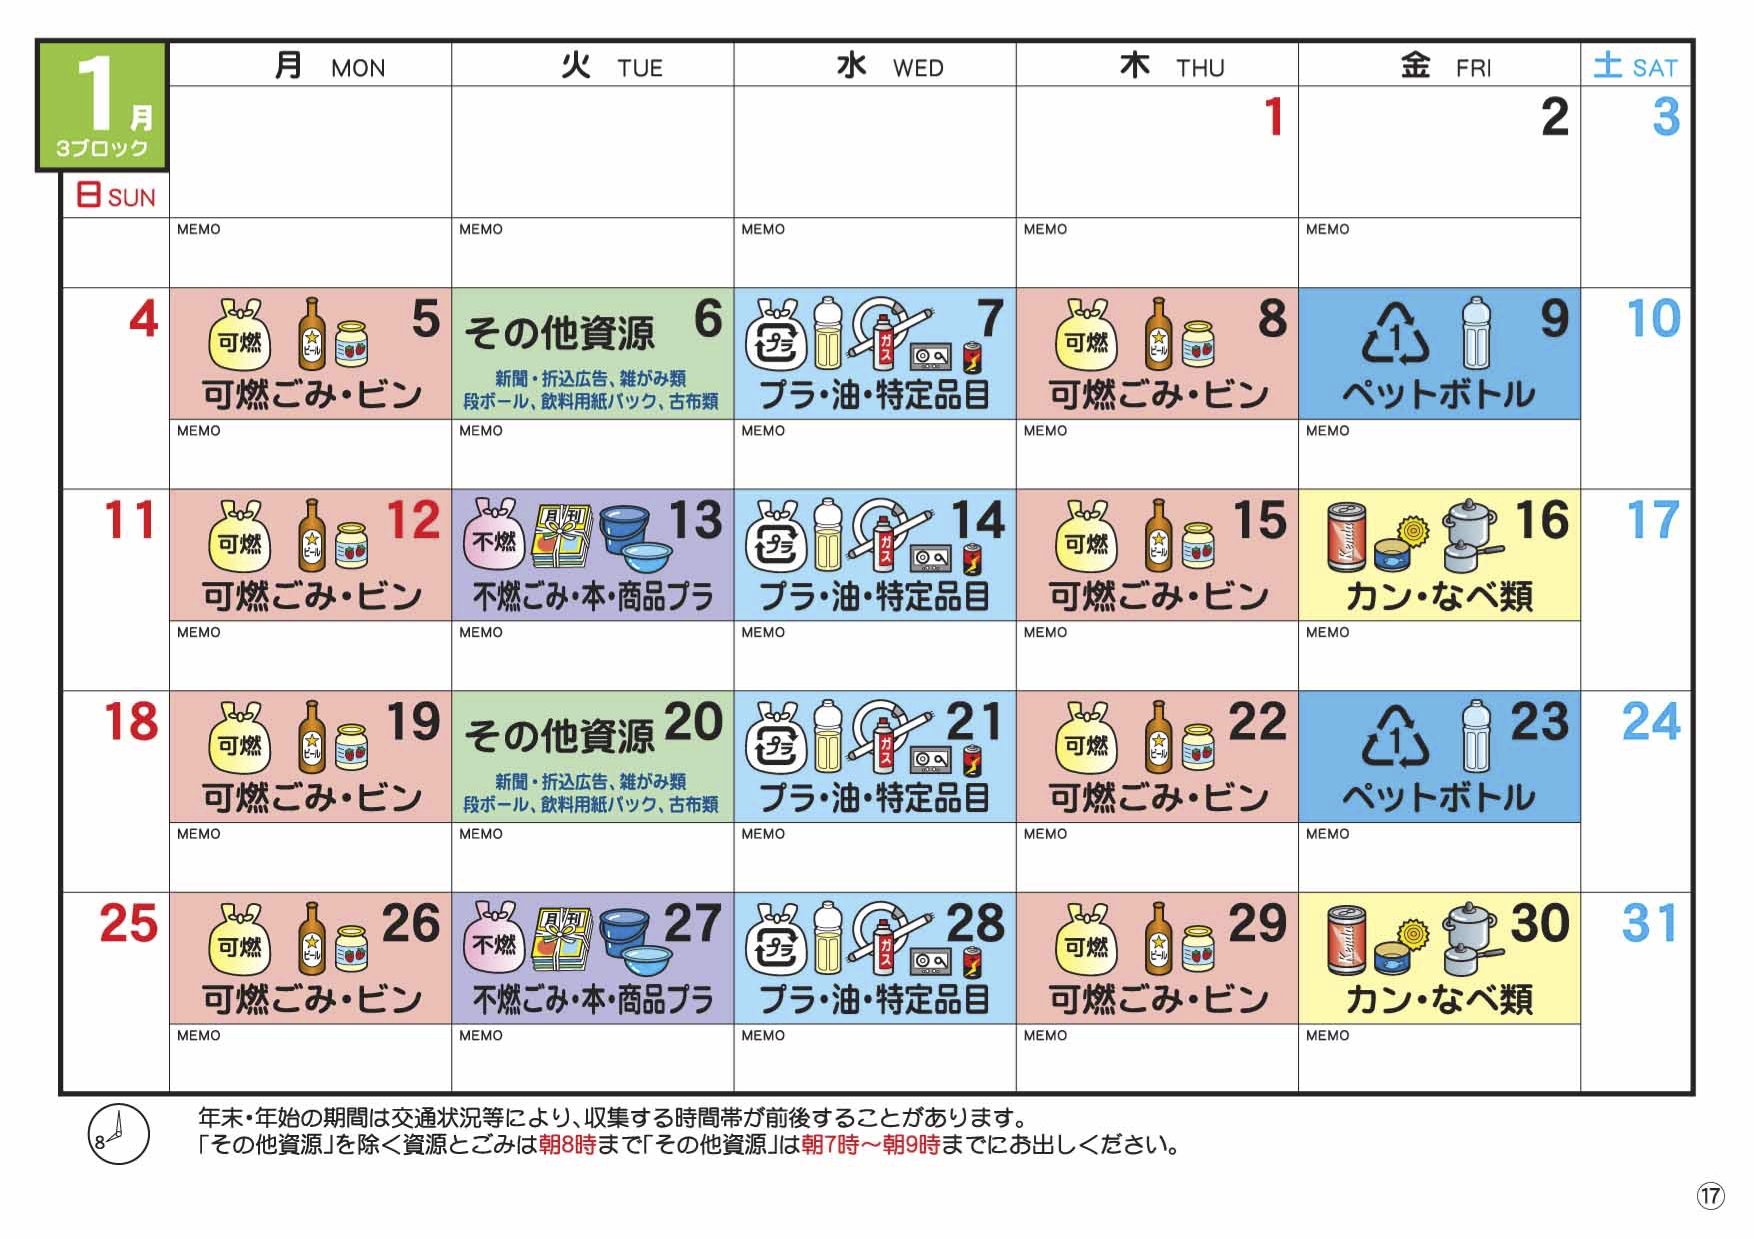 1月
3ブロック
日 SUN
月 MON
火 TUE
水 WED
木 THU
金 FRI
土 SAT
1
2
3
MEMO
MEMO
MEMO
MEMO
MEMO
4
可燃
ビール
5
可燃ごみ・ビン
その他資源
6
新聞・折込広告、雑がみ類
段ボール、飲料用紙パック、古布類
プラ
ガス
7
プラ・油・特定品目
可燃
ビール
8
可燃ごみ・ビン
1
9
ペットボトル
10
MEMO
MEMO
MEMO
MEMO
MEMO
11
可燃
ビール
12
可燃ごみ・ビン
不燃
月刊
13
不燃ごみ・本・商品プラ
プラ
ガス
14
プラ・油・特定品目
可燃
ビール
15
可燃ごみ・ビン
16
カン・なべ類
17
MEMO
MEMO
MEMO
MEMO
MEMO
18
可燃
ビール
19
可燃ごみ・ビン
その他資源
20
新聞・折込広告、雑がみ類
段ボール、飲料用紙パック、古布類
プラ
ガス
21
プラ・油・特定品目
可燃
ビール
22
可燃ごみ・ビン
1
23
ペットボトル
24
MEMO
MEMO
MEMO
MEMO
MEMO
25
可燃
ビール
26
可燃ごみ・ビン
不燃
月刊
27
不燃ごみ・本・商品プラ
プラ
ガス
28
プラ・油・特定品目
可燃
ビール
29
可燃ごみ・ビン
30
カン・なべ類
31
MEMO
MEMO
MEMO
MEMO
MEMO
8
年末・年始の期間は交通状況等により、収集する時間帯が前後することがあります。
「その他資源」を除く資源とごみは朝8時まで「その他資源」は朝7時～朝9時までにお出しください。
⑰